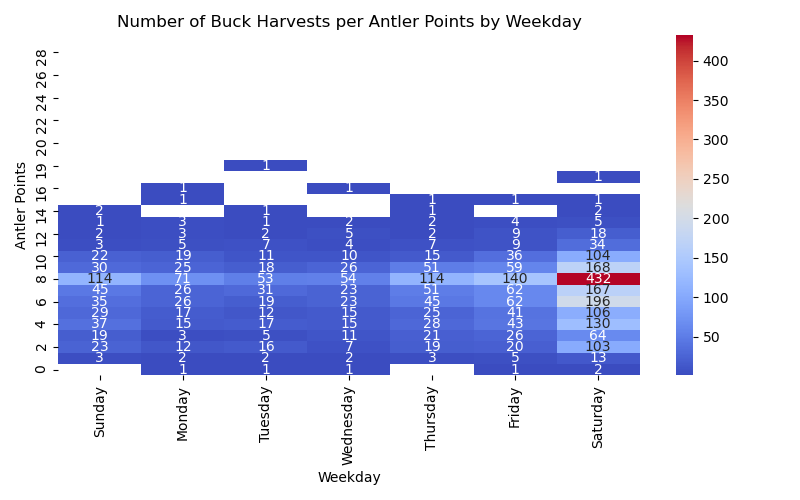 Number of Buck Harvests per Antler Points by Weekday
Antler Points
28
26
24
22
20
1
19
1
16 1 1
1 1 1 1
14 2 1 1 2
1 3 2 2 2 4 5
12 2 3 2 5 2 9 18
3 5 7 4 7 9 34
10 22 19 11 10 15 36 104
30 25 18 26 51 59 168
8 114 71 53 54 114 140 432
45 26 31 23 51 62 167
6 35 26 19 23 45 62 196
29 17 12 15 25 41 106
4 37 15 17 15 28 43 130
19 3 5 11 21 26 64
2 23 12 16 7 19 20 103
3 2 2 2 3 5 13
0 1 1 1 1 2
Sunday Monday Tuesday Wednesday Thursday Friday Saturday
Weekday
400
350
300
250
200
150
100
50